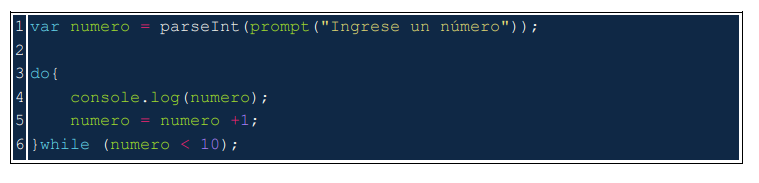 1 var numero = parseInt(prompt("Ingrese un número"));
2
3 do{
4     console.log(numero);
5     numero = numero +1;
6 }while (numero < 10);